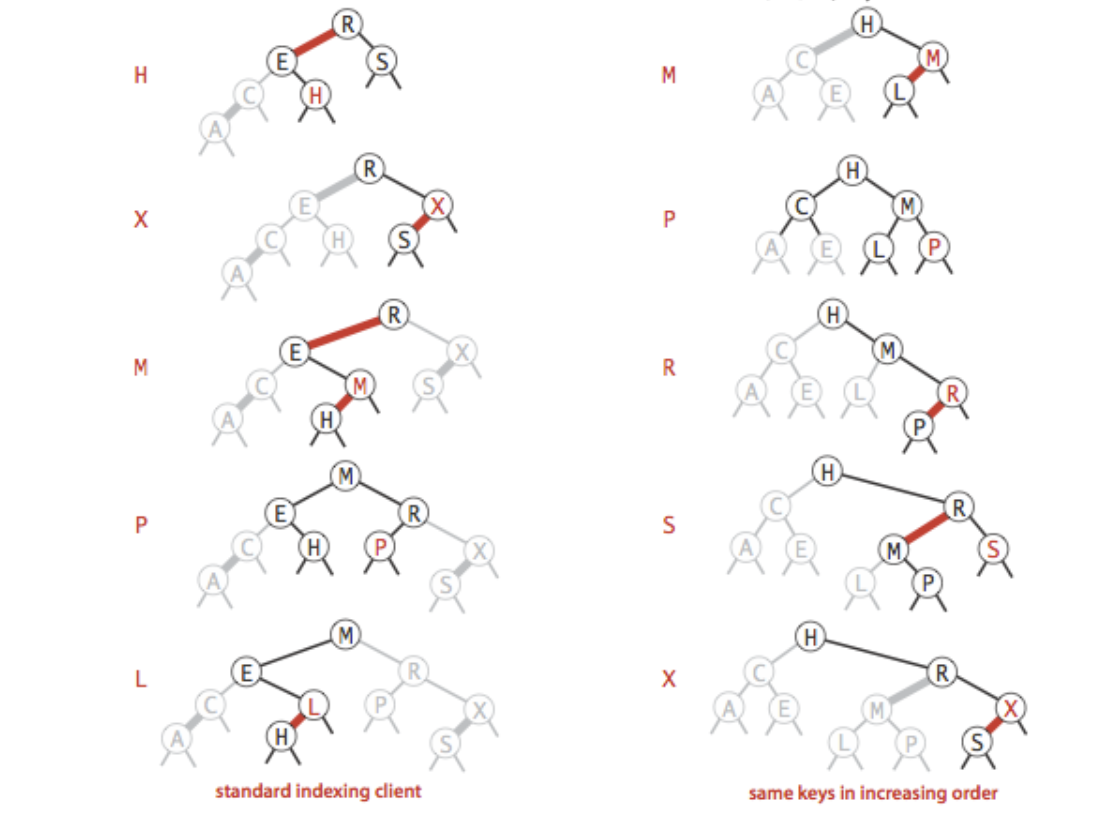 R
E S
H
C H
A
R
E X
X
C H S
A
R
E X
M
C M S
A H
M
E R
P
C H P X
A S
M
E R
L
C L P X
A H S
standard indexing client
H
C M
M
A E L
H
C M
P
A E L P
H
C M
R
A E L R
P
H
C R
S
A E M S
L P
H
C R
X
A E M X
L P S
same keys in increasing order